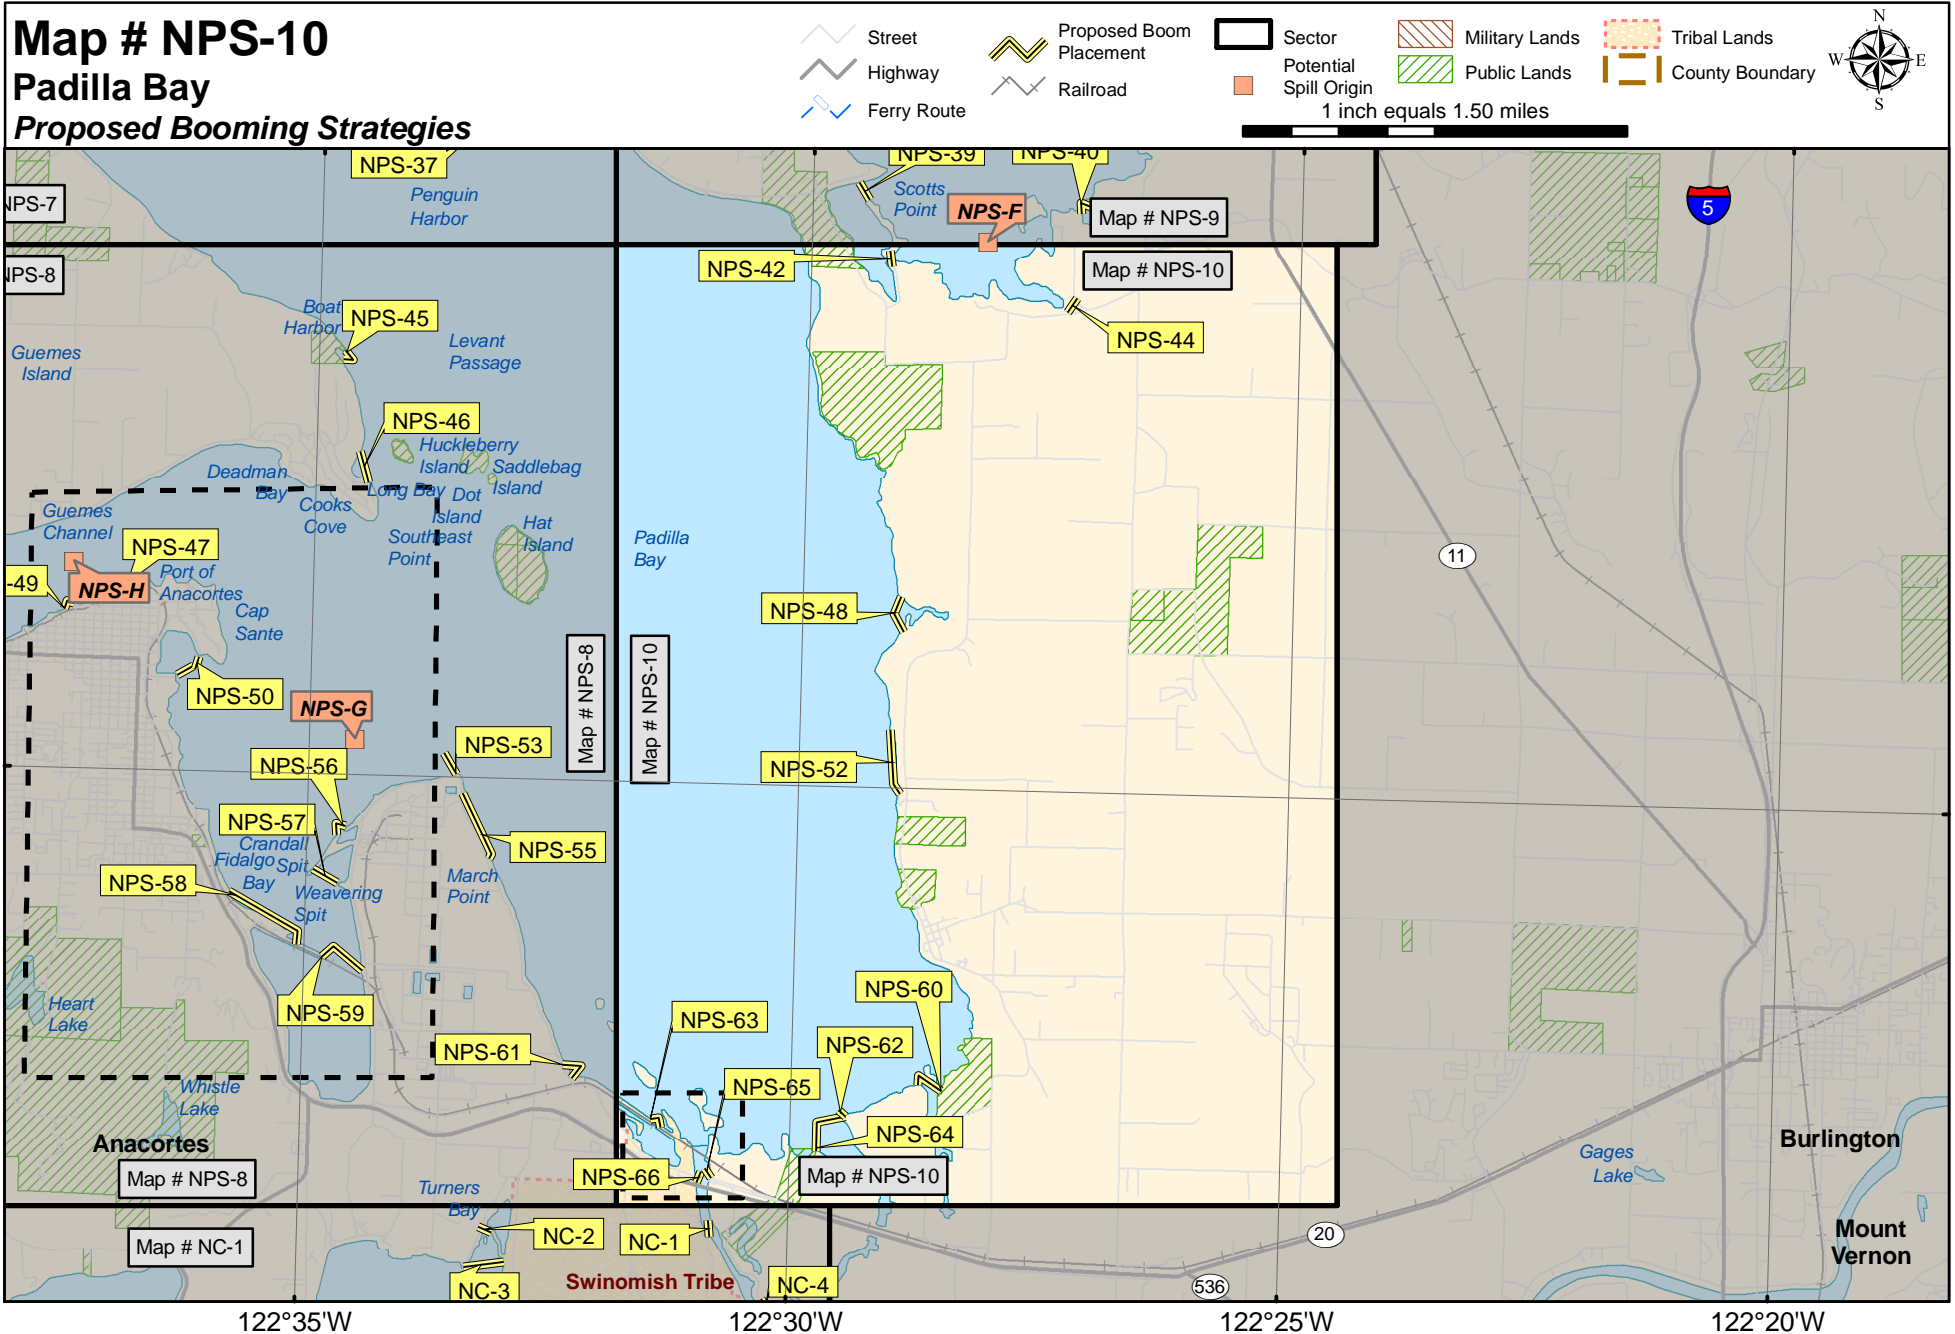 Map # NPS-10
Padilla Bay
Proposed Booming Strategies
Street
Highway
Ferry Route
Proposed Boom
Placement
Railroad
Sector
Potential
Spill Origin
Military Lands
Public Lands
Tribal Lands
County Boundary
1 inch equals 1.50 miles
N
W
E
S
NPS-37
NPS-39
NPS-40
Penguin
Harbor
Scotts
Point
NPS-F
Map # NPS-9
5
NPS-7
NPS-8
NPS-42
Map # NPS-10
Boat
Harbor
NPS-45
NPS-44
Levant
Passage
Guemes
Island
NPS-46
Huckleberry
Island
Saddlebag
Island
Deadman
Bay
Long Bay
Dot
Island
Cooks
Cove
Guemes
Channel
Southeast
Point
Hat
Island
Padilla
Bay
11
NPS-47
Port of
Anacortes
-49
NPS-H
Cap
Sante
NPS-48
Map # NPS-8
Map # NPS-10
NPS-50
NPS-G
NPS-53
NPS-56
NPS-52
NPS-57
Crandall
Spit
NPS-55
Fidalgo
Bay
NPS-58
Weavering
Spit
March
Point
NPS-59
Heart
Lake
NPS-60
NPS-63
NPS-62
NPS-61
NPS-65
Whistle
Lake
NPS-64
Anacortes
Map # NPS-8
NPS-66
Map # NPS-10
Burlington
Gages
Lake
Turners
Bay
NC-2
NC-1
Map # NC-1
20
Mount
Vernon
NC-3
Swinomish Tribe
NC-4
536
122°35'W
122°30'W
122°25'W
122°20'W